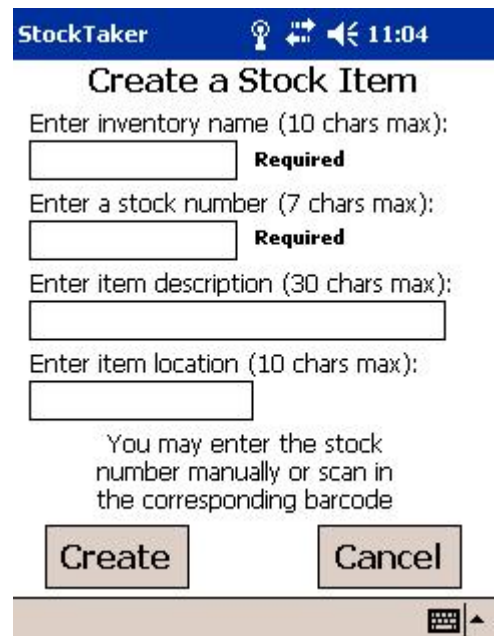 StockTaker 11:04
Create a Stock Item
Enter inventory name (10 chars max):
Required
Enter a stock number (7 chars max):
Required
Enter item description (30 chars max):
Enter item location (10 chars max):
You may enter the stock
number manually or scan in
the corresponding barcode
Create Cancel